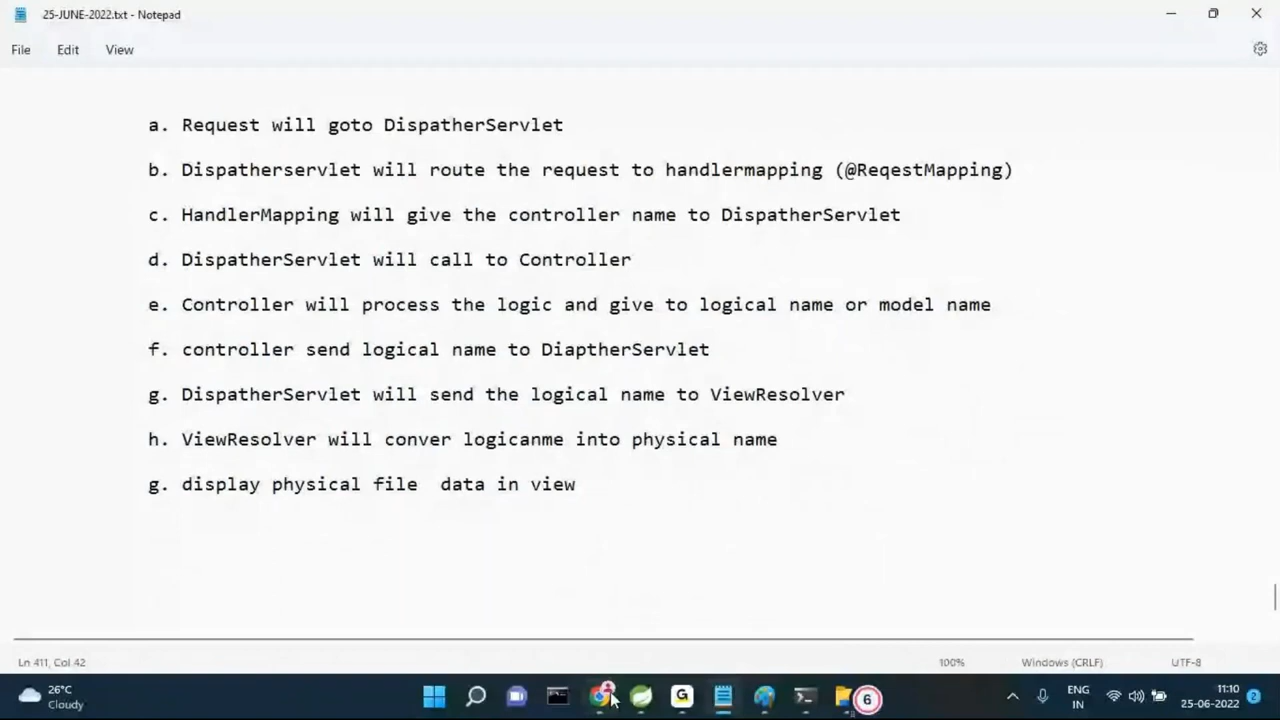 25-JUNE-2022.txt - Notepad
File Edit View
a. Request will goto DispatherServlet
b. Dispatherservlet will route the request to handlermapping (@ReqestMapping)
c. HandlerMapping will give the controller name to DispatherServlet
d. DispatherServlet will call to Controller
e. Controller will process the logic and give to logical name or model name
f. controller send logical name to DiaptherServlet
g. DispatherServlet will send the logical name to ViewResolver
h. ViewResolver will conver logicanme into physical name
g. display physical file data in view
Ln 411, Col 42 100% Windows (CRLF) UTF-8
26°C
Cloudy
G
6
ENG
IN
11:10
25-06-2022
2